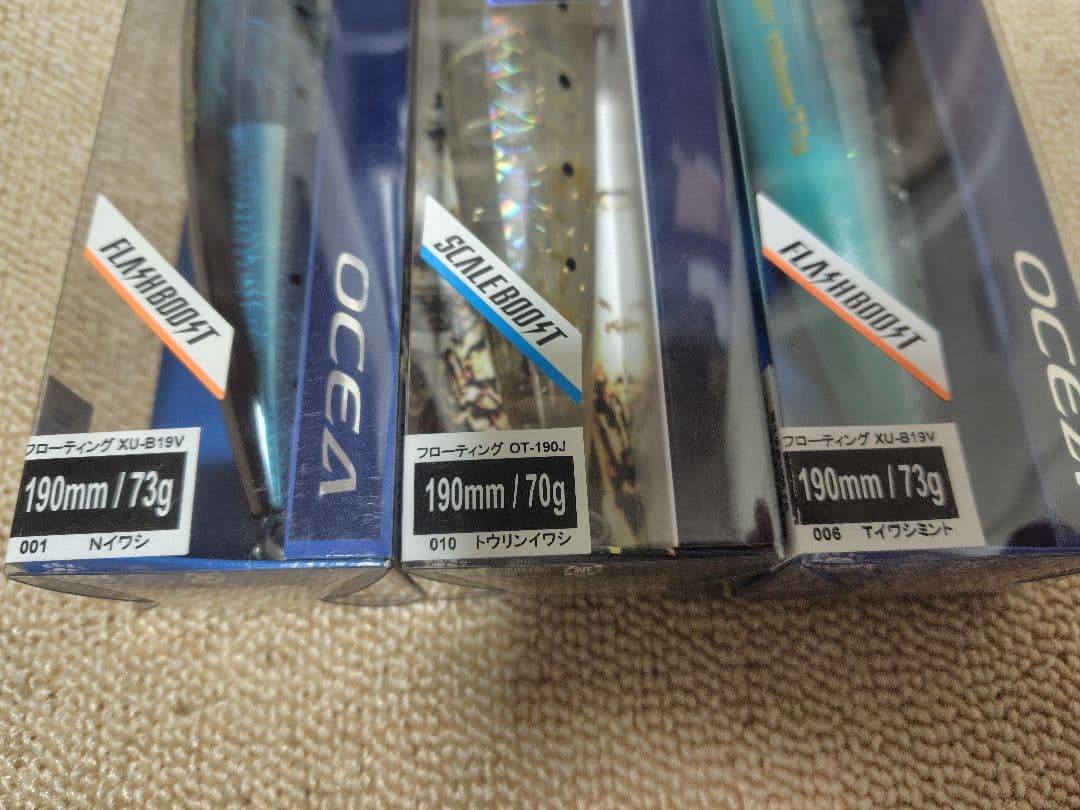 FLASHBOOST
OCEA
フローティング XU-B19V
190mm / 73g
001 Nイワシ
SCALEBOOST
フローティング OT-190J
190mm / 70g
010 トウリンイワシ
190mm/73g
FLASHBOOST
OCEA
フローティング XU-B19V
190mm / 73g
006 Tイワシミント